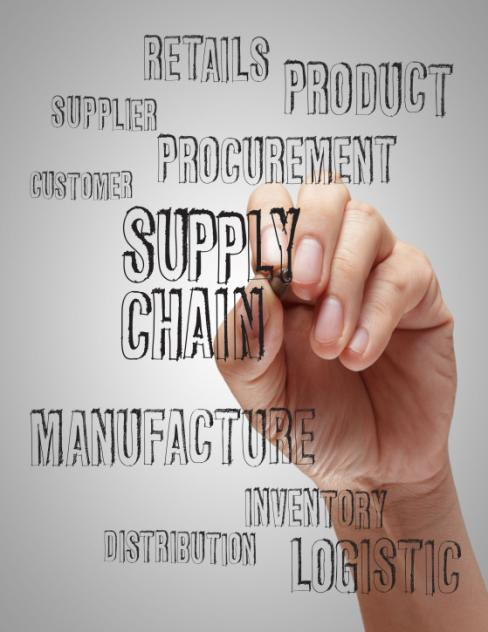 RETAILS
PRODUCT
SUPPLIER
PROCUREMENT
CUSTOMER
SUPPLY
CHAIN
MANUFACTURE
INVENTORY
DISTRIBUTION
LOGISTIC